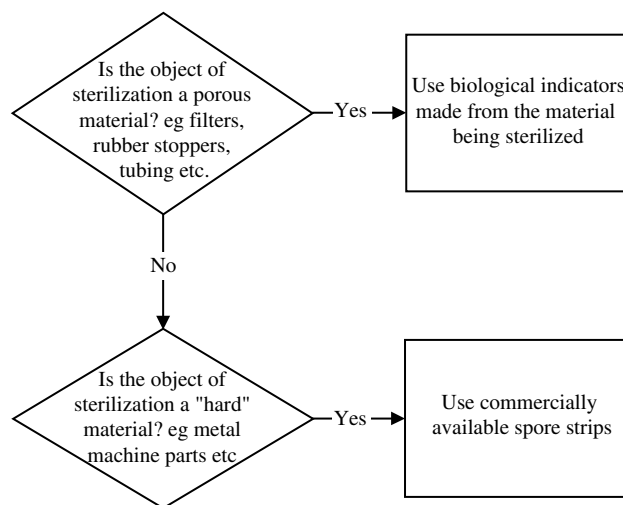 Is the object of
sterilization a porous
material? eg filters,
rubber stoppers,
tubing etc.
Yes
Use biological indicators
made from the material
being sterilized
No
Is the object of
sterilization a "hard"
material? eg metal
machine parts etc
Yes
Use commercially
available spore strips